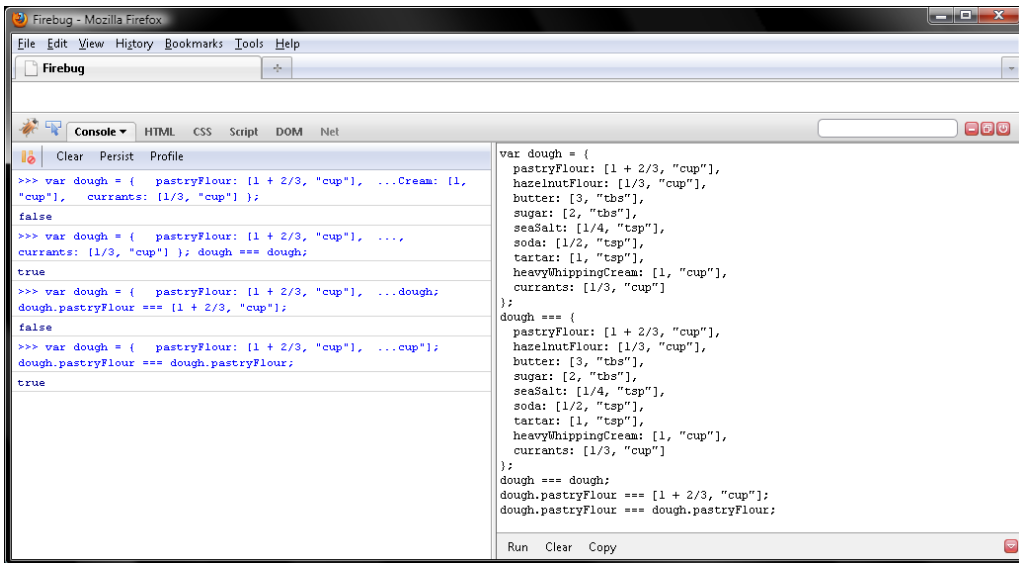 Firebug - Mozilla Firefox
File Edit View History Bookmarks Tools Help
Firebug
Console HTML CSS Script DOM Net
Clear Persist Profile
>>> var dough = {   pastryFlour: [1 + 2/3, "cup"],   ...Cream: [1,
"cup"],   currants: [1/3, "cup"] };
false
>>> var dough = {   pastryFlour: [1 + 2/3, "cup"],   ...,
currants: [1/3, "cup"] }; dough === dough;
true
>>> var dough = {   pastryFlour: [1 + 2/3, "cup"],   ...dough;
dough.pastryFlour === [1 + 2/3, "cup"];
false
>>> var dough = {   pastryFlour: [1 + 2/3, "cup"],   ...cup"];
dough.pastryFlour === dough.pastryFlour;
true
var dough = {
  pastryFlour: [1 + 2/3, "cup"],
  hazelnutFlour: [1/3, "cup"],
  butter: [3, "tbs"],
  sugar: [2, "tbs"],
  seaSalt: [1/4, "tsp"],
  soda: [1/2, "tsp"],
  tartar: [1, "tsp"],
  heavyWhippingCream: [1, "cup"],
  currants: [1/3, "cup"]
};
dough === {
  pastryFlour: [1 + 2/3, "cup"],
  hazelnutFlour: [1/3, "cup"],
  butter: [3, "tbs"],
  sugar: [2, "tbs"],
  seaSalt: [1/4, "tsp"],
  soda: [1/2, "tsp"],
  tartar: [1, "tsp"],
  heavyWhippingCream: [1, "cup"],
  currants: [1/3, "cup"]
};
dough === dough;
dough.pastryFlour === [1 + 2/3, "cup"];
dough.pastryFlour === dough.pastryFlour;
Run Clear Copy